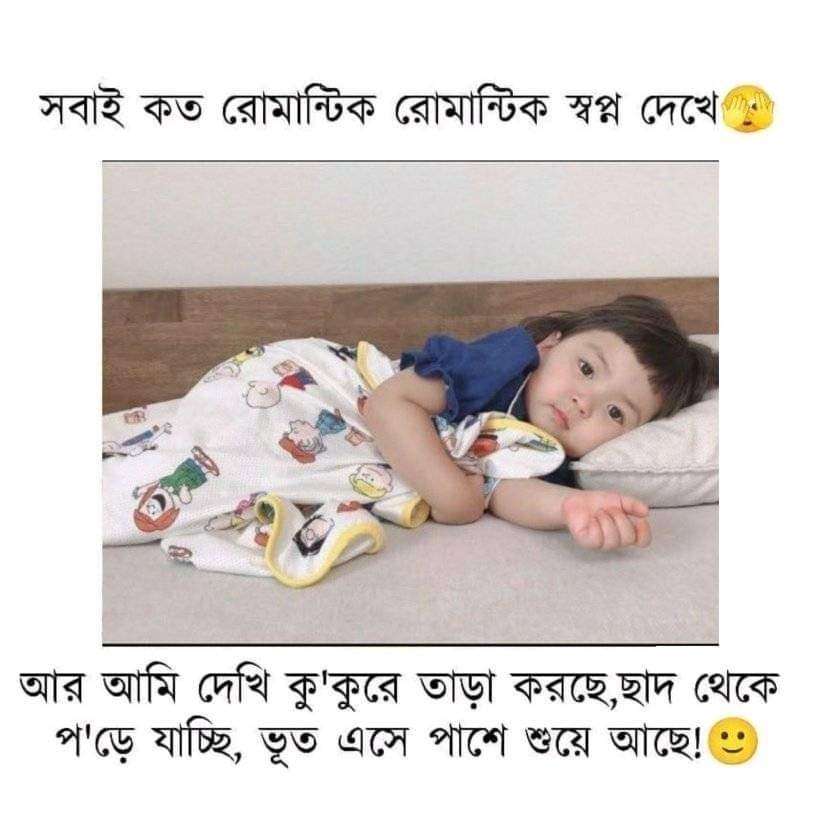 সবাই কত রোমান্টিক রোমান্টিক স্বপ্ন দেখে🫣
আর আমি দেখি কু'কুরে তাড়া করছে,ছাদ থেকে
প'ড়ে যাচ্ছি, ভূত এসে পাশে শুয়ে আছে!🙂